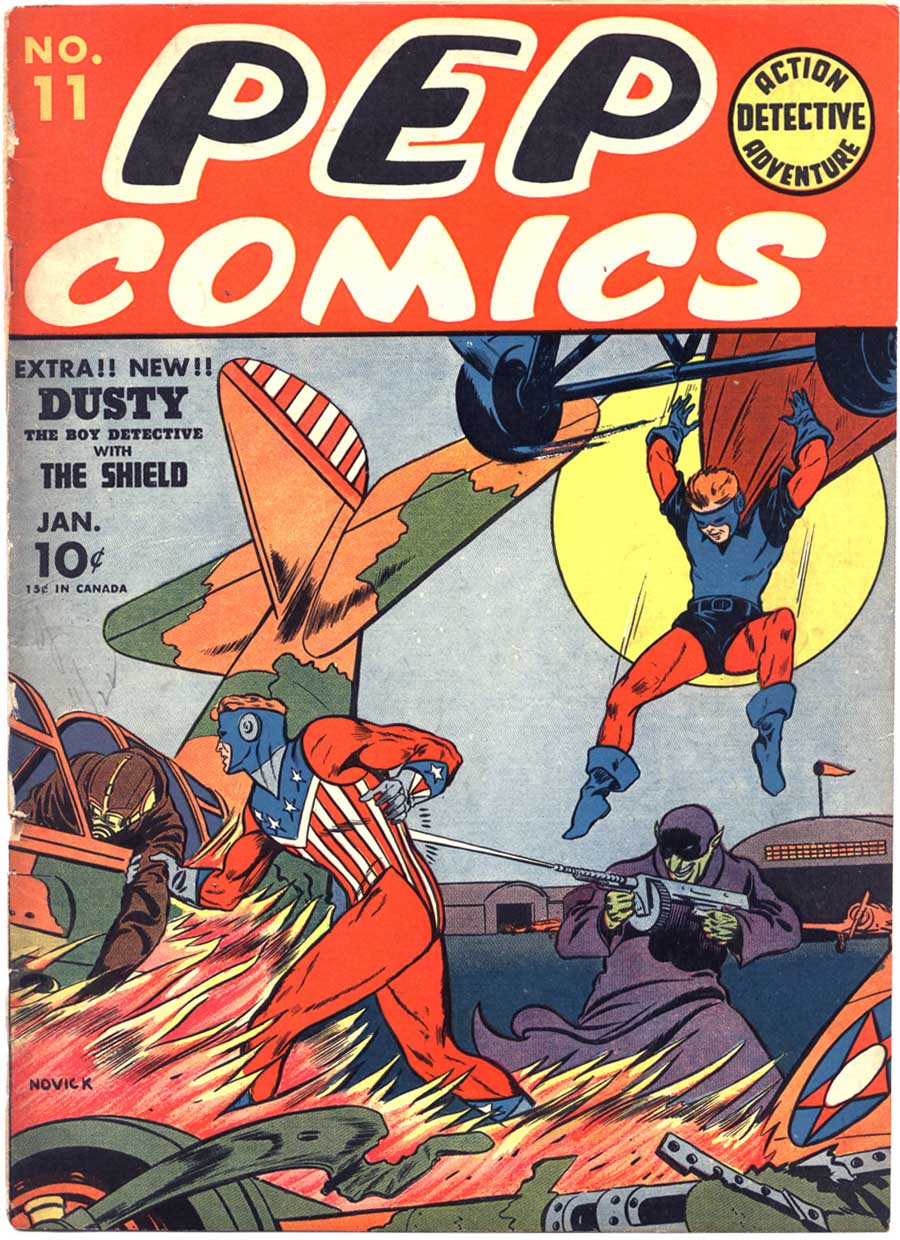 NO.
11
PEP
COMICS
ACTION
DETECTIVE
ADVENTURE
EXTRA!! NEW!!
DUSTY
THE BOY DETECTIVE
WITH
THE SHIELD
JAN.
10¢
15¢ IN CANADA
NOVICK